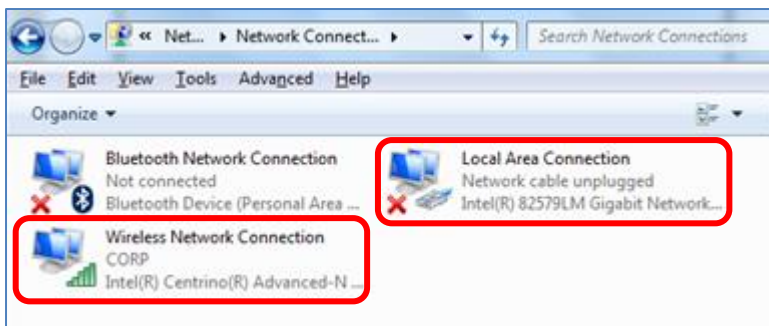 « Net... ▸ Network Connect... ▸
Search Network Connections
File Edit View Tools Advanced Help
Organize
Bluetooth Network Connection
Not connected
Bluetooth Device (Personal Area ...
Local Area Connection
Network cable unplugged
Intel(R) 82579LM Gigabit Network...
Wireless Network Connection
CORP
Intel(R) Centrino(R) Advanced-N ...